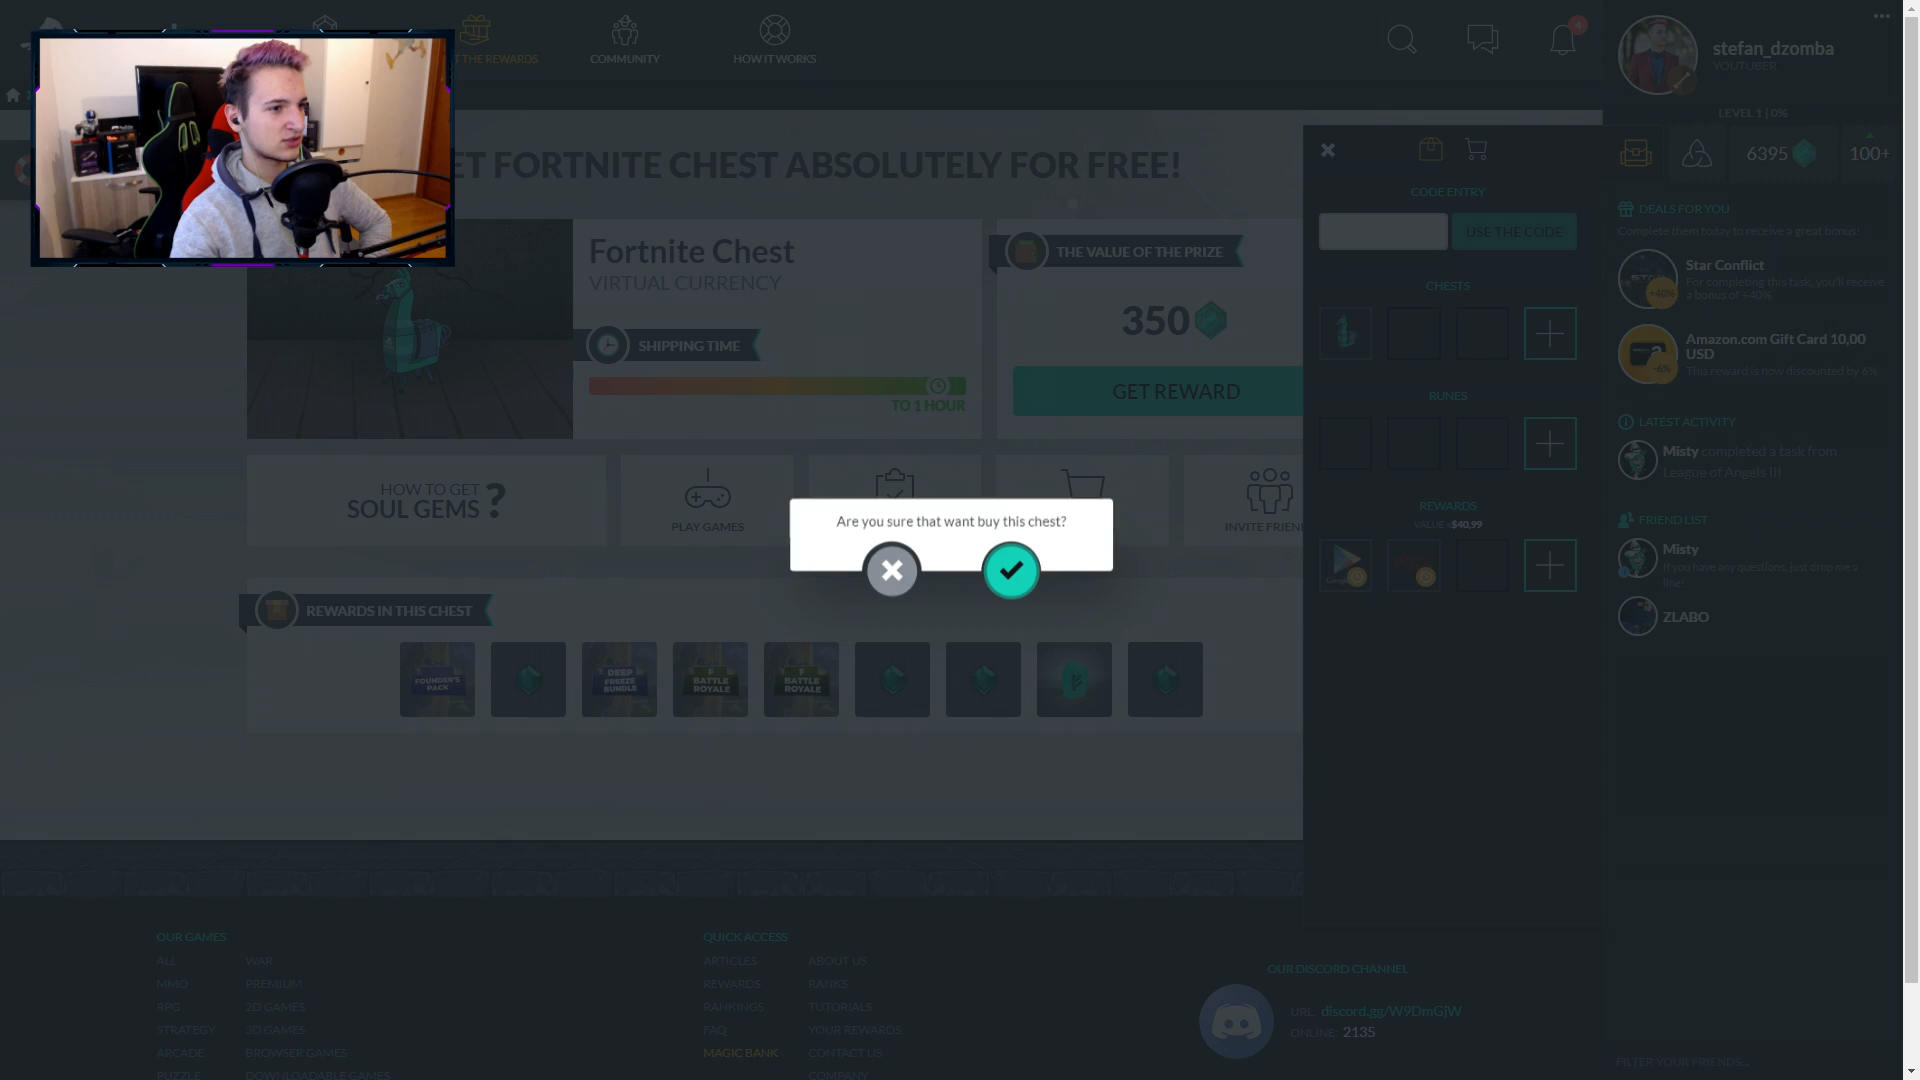 T THE REWARDS
COMMUNITY
HOW IT WORKS
4
stefan_dzomba
YOUTUBER
LEVEL 1 | 0%
6395
100+
ET FORTNITE CHEST ABSOLUTELY FOR FREE!
Fortnite Chest
VIRTUAL CURRENCY
SHIPPING TIME
TO 1 HOUR
THE VALUE OF THE PRIZE
350
GET REWARD
CODE ENTRY
USE THE CODE
CHESTS
RUNES
REWARDS
VALUE ≈$40,99
DEALS FOR YOU
Complete them today to receive a great bonus!
Star Conflict
For completing this task, you'll receive
a bonus of +40%
+40%
Amazon.com Gift Card 10,00
USD
This reward is now discounted by 6%
-6%
LATEST ACTIVITY
Misty completed a task from
League of Angels III
FRIEND LIST
Misty
If you have any questions, just drop me a
line!
ZLABO
HOW TO GET
SOUL GEMS ?
PLAY GAMES
INVITE FRIEN
Are you sure that want buy this chest?
REWARDS IN THIS CHEST
FOUNDER'S
PACK
DEEP
FREEZE
BUNDLE
F
BATTLE
ROYALE
F
BATTLE
ROYALE
OUR GAMES
ALL
MMO
RPG
STRATEGY
ARCADE
PUZZLE
WAR
PREMIUM
2D GAMES
3D GAMES
BROWSER GAMES
DOWNLOADABLE GAMES
QUICK ACCESS
ARTICLES
REWARDS
RANKINGS
FAQ
MAGIC BANK
ABOUT US
RANKS
TUTORIALS
YOUR REWARDS
CONTACT US
COMPANY
OUR DISCORD CHANNEL
URL: discord.gg/W9DmGjW
ONLINE: 2135
FILTER YOUR FRIENDS...